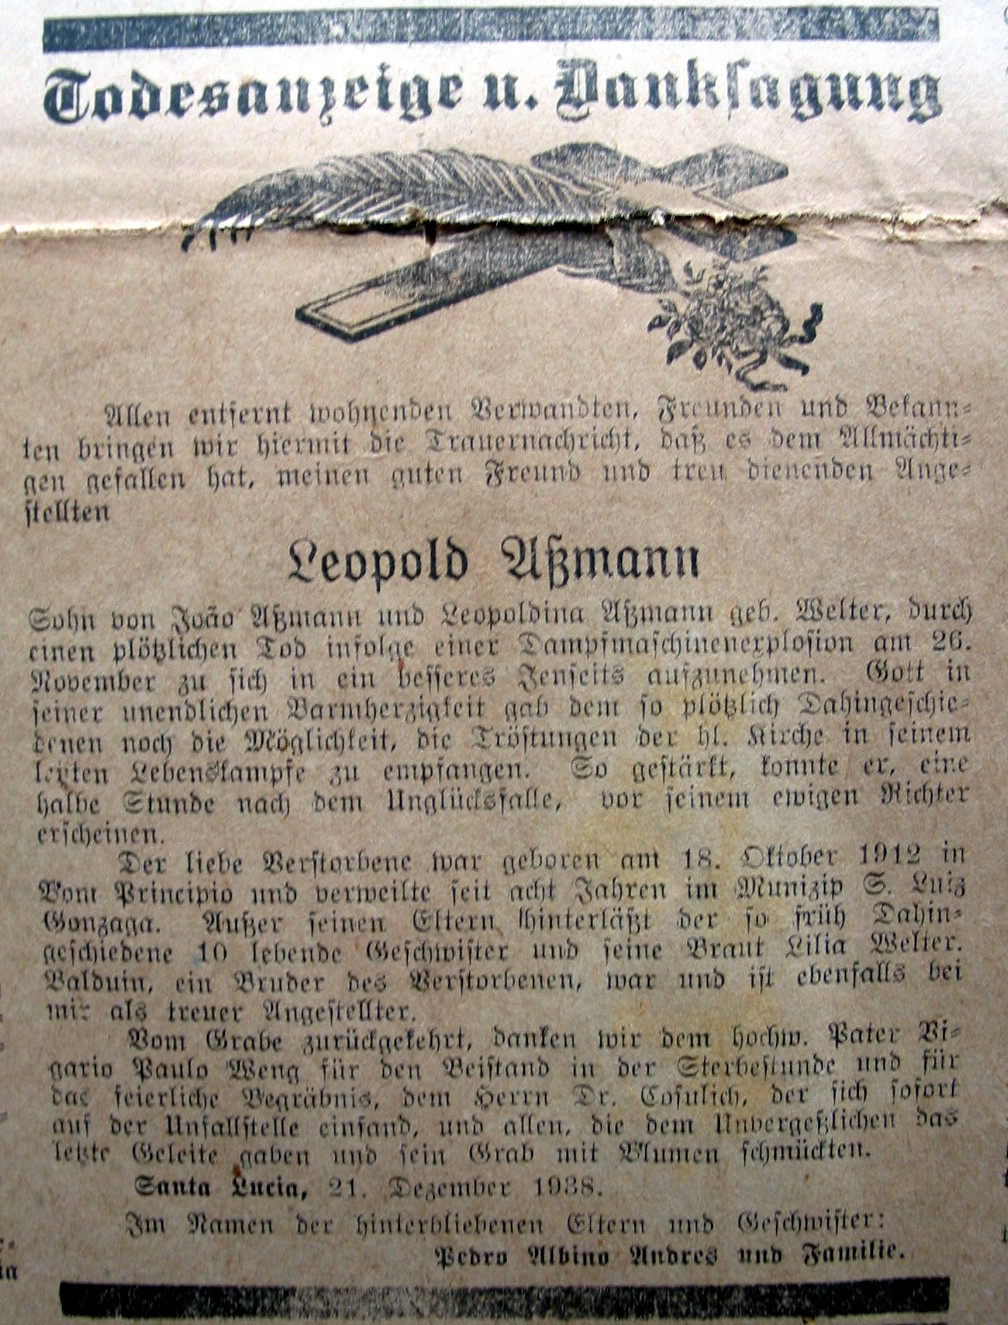 Todesanzeige u. Danksagung
Allen entfernt wohnenden Verwandten, Freunden und Bekann-
ten bringen wir hiermit die Trauernachricht, daß es dem Allmächti-
gen gefallen hat, meinen guten Freund und treu dienenden Ange-
stellten
Leopold Aßmann
Sohn von João Aßmann und Leopoldina Aßmann geb. Welter, durch
einen plötzlichen Tod infolge einer Dampfmaschinenexplosion am 26.
November zu sich in ein besseres Jenseits aufzunehmen. Gott in
seiner unendlichen Barmherzigkeit gab dem so plötzlich Dahingeschie-
denen noch die Möglichkeit, die Tröstungen der hl. Kirche in seinem
letzten Lebenskampfe zu empfangen. So gestärkt, konnte er, eine
halbe Stunde nach dem Unglücksfalle, vor seinem ewigen Richter
erscheinen.
Der liebe Verstorbene war geboren am 18. Oktober 1912 in
Bom Principio und verweilte seit acht Jahren im Munizip S. Luiz
Gonzaga. Außer seinen Eltern hinterläßt der so früh Dahin-
geschiedene 10 lebende Geschwister und seine Braut Lilia Welter.
Balduin, ein Bruder des Verstorbenen, war und ist ebenfalls bei
mir als treuer Angestellter.
Vom Grabe zurückgekehrt, danken wir dem hochw. Pater Vi-
gario Paulo Weng für den Beistand in der Sterbestunde und für
das feierliche Begräbnis, dem Herrn Dr. Cosulich, der sich sofort
auf der Unfallstelle einfand, und allen, die dem Unvergeßlichen das
letzte Geleite gaben und sein Grab mit Blumen schmückten.
Santa Lucia, 21. Dezember 1938.
Im Namen der hinterbliebenen Eltern und Geschwister:
Pedro Albino Andres und Familie.